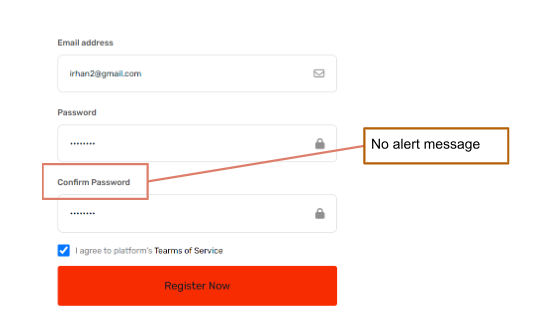 Email address
irhan2@gmail.com
Password
········
No alert message
Confirm Password
········
I agree to platform's Tearms of Service
Register Now